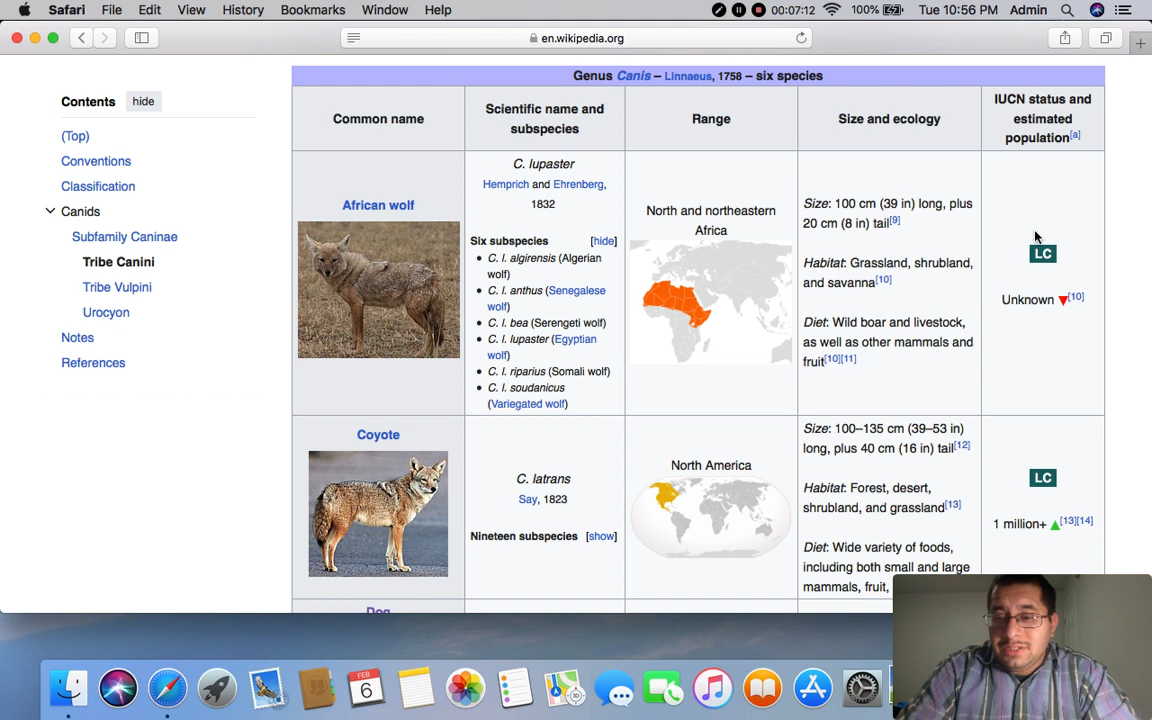 Safari File Edit View History Bookmarks Window Help 00:07:12 100% Tue 10:56 PM Admin
en.wikipedia.org
Contents hide
(Top)
Conventions
Classification
Canids
Subfamily Caninae
Tribe Canini
Tribe Vulpini
Urocyon
Notes
References
Genus Canis – Linnaeus, 1758 – six species
Common name
Scientific name and
subspecies
Range
Size and ecology
IUCN status and
estimated
population[a]
African wolf
C. lupaster
Hemprich and Ehrenberg,
1832
Six subspecies [hide]
• C. l. algirensis (Algerian
wolf)
• C. l. anthus (Senegalese
wolf)
• C. l. bea (Serengeti wolf)
• C. l. lupaster (Egyptian
wolf)
• C. l. riparius (Somali wolf)
• C. l. soudanicus
(Variegated wolf)
North and northeastern
Africa
Size: 100 cm (39 in) long, plus
20 cm (8 in) tail[9]
Habitat: Grassland, shrubland,
and savanna[10]
Diet: Wild boar and livestock,
as well as other mammals and
fruit[10][11]
LC
Unknown ▼[10]
Coyote
C. latrans
Say, 1823
Nineteen subspecies [show]
North America
Size: 100–135 cm (39–53 in)
long, plus 40 cm (16 in) tail[12]
Habitat: Forest, desert,
shrubland, and grassland[13]
Diet: Wide variety of foods,
including both small and large
mammals, fruit,
LC
1 million+ ▲[13][14]
Dog
FEB
6
3D